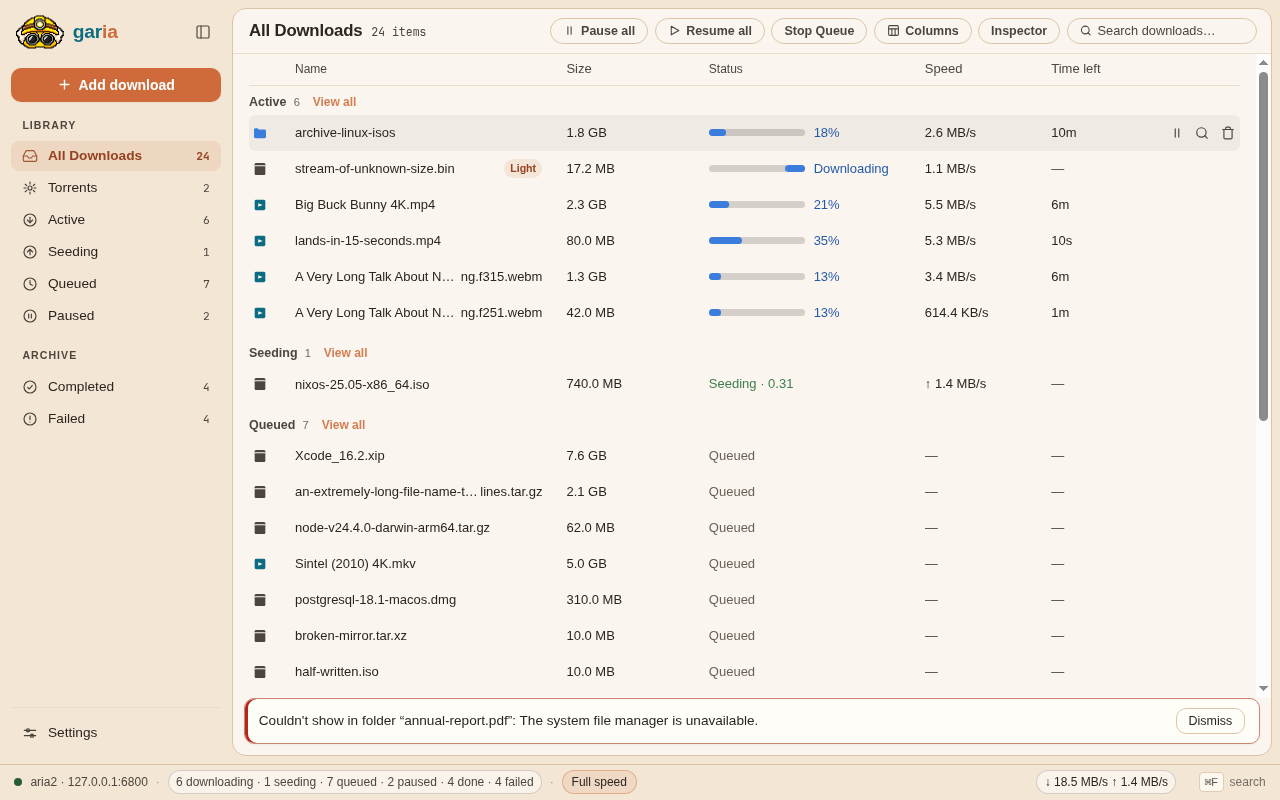 garia
All Downloads 24 items
Pause all
Resume all
Stop Queue
Columns
Inspector
Search downloads…
Add download
LIBRARY
All Downloads 24
Torrents 2
Active 6
Seeding 1
Queued 7
Paused 2
ARCHIVE
Completed 4
Failed 4
Settings
Name Size Status Speed Time left
Active 6 View all
archive-linux-isos 1.8 GB 18% 2.6 MB/s 10m
stream-of-unknown-size.bin Light 17.2 MB Downloading 1.1 MB/s —
Big Buck Bunny 4K.mp4 2.3 GB 21% 5.5 MB/s 6m
lands-in-15-seconds.mp4 80.0 MB 35% 5.3 MB/s 10s
A Very Long Talk About N… ng.f315.webm 1.3 GB 13% 3.4 MB/s 6m
A Very Long Talk About N… ng.f251.webm 42.0 MB 13% 614.4 KB/s 1m
Seeding 1 View all
nixos-25.05-x86_64.iso 740.0 MB Seeding · 0.31 ↑ 1.4 MB/s —
Queued 7 View all
Xcode_16.2.xip 7.6 GB Queued — —
an-extremely-long-file-name-t… lines.tar.gz 2.1 GB Queued — —
node-v24.4.0-darwin-arm64.tar.gz 62.0 MB Queued — —
Sintel (2010) 4K.mkv 5.0 GB Queued — —
postgresql-18.1-macos.dmg 310.0 MB Queued — —
broken-mirror.tar.xz 10.0 MB Queued — —
half-written.iso 10.0 MB Queued — —
Couldn't show in folder “annual-report.pdf”: The system file manager is unavailable. Dismiss
aria2 · 127.0.0.1:6800 · 6 downloading · 1 seeding · 7 queued · 2 paused · 4 done · 4 failed · Full speed ↓ 18.5 MB/s ↑ 1.4 MB/s ⌘F search